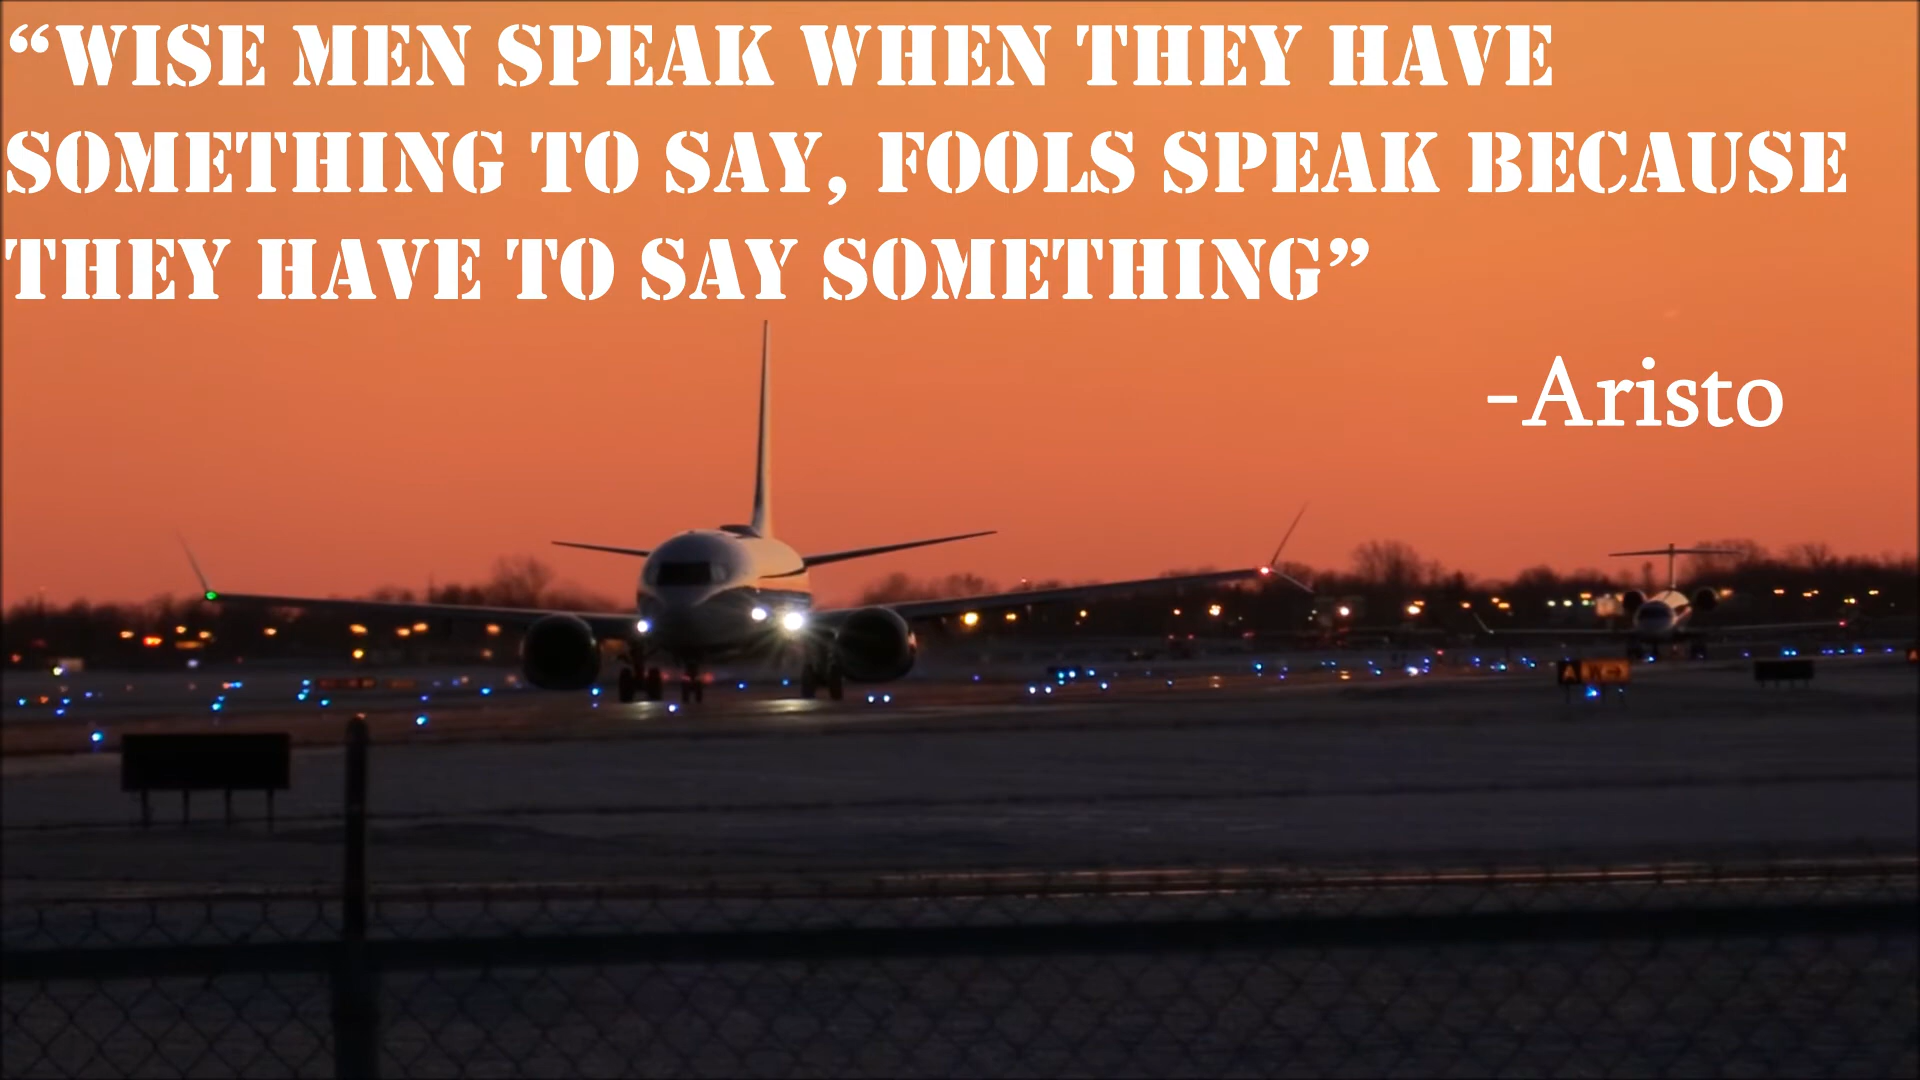 “WISE MEN SPEAK WHEN THEY HAVE
SOMETHING TO SAY, FOOLS SPEAK BECAUSE
THEY HAVE TO SAY SOMETHING”
-Aristo
A